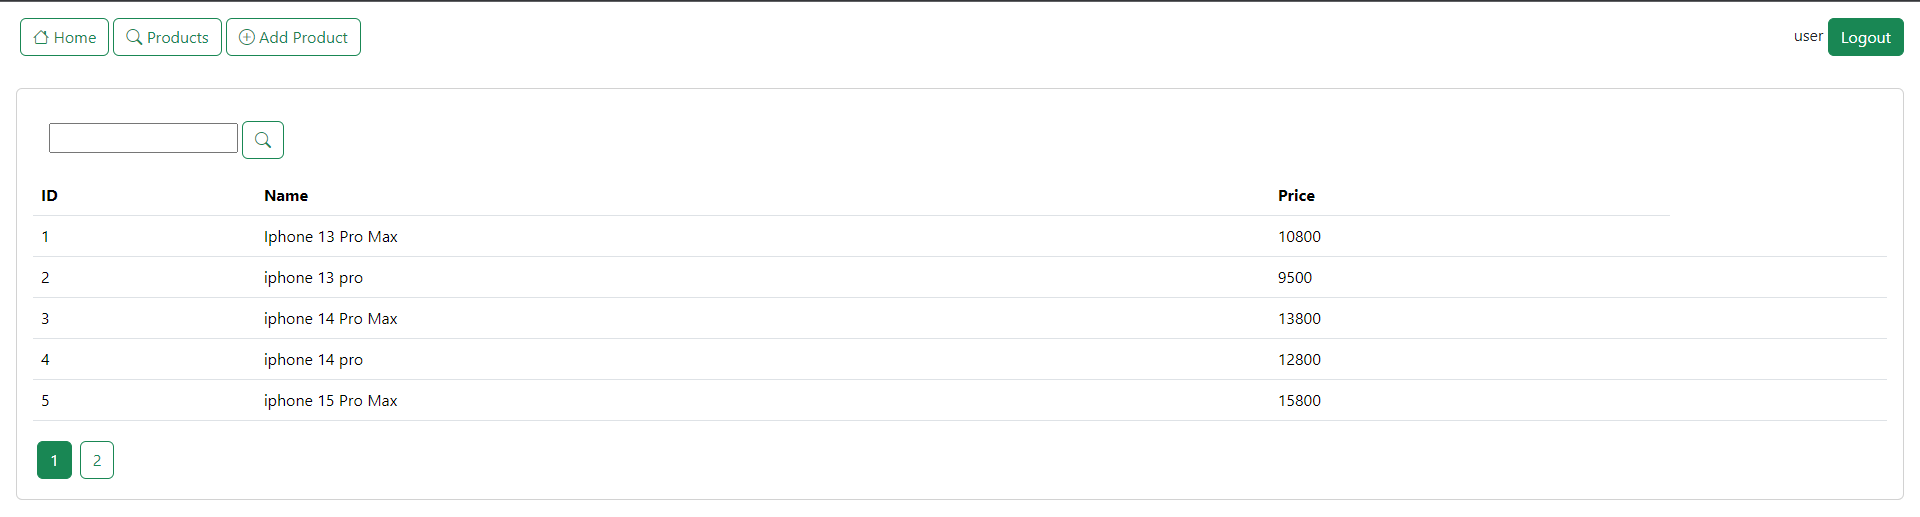 Home Products Add Product user Logout
ID Name Price
1 Iphone 13 Pro Max 10800
2 iphone 13 pro 9500
3 iphone 14 Pro Max 13800
4 iphone 14 pro 12800
5 iphone 15 Pro Max 15800
1 2